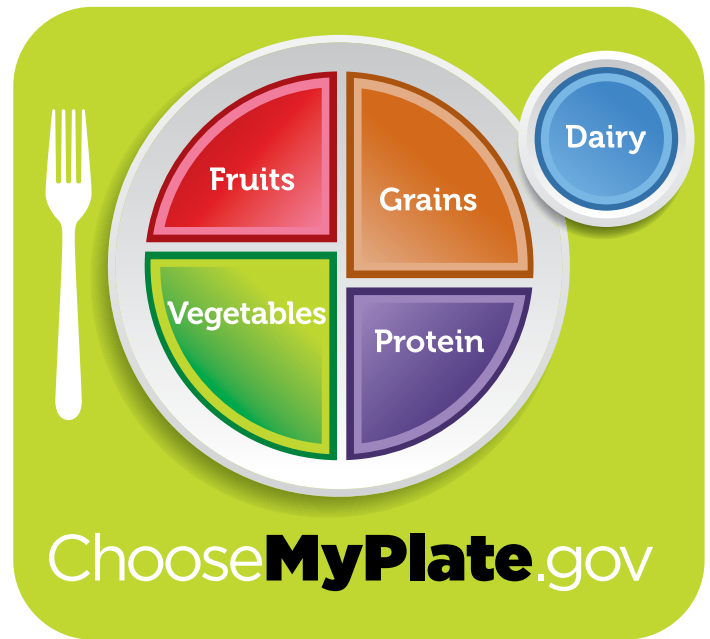 Dairy
Fruits
Grains
Vegetables
Protein
ChooseMyPlate.gov